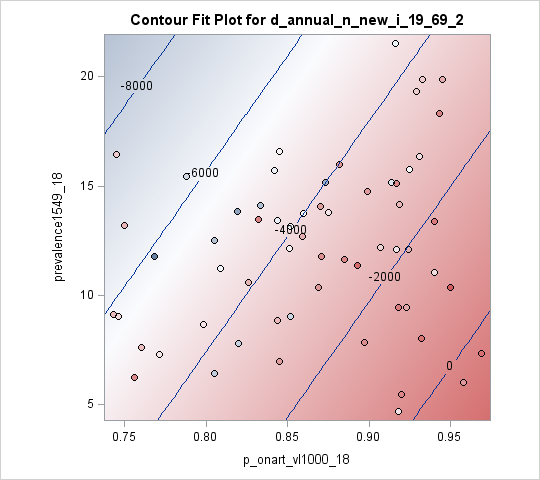 Contour Fit Plot for d_annual_n_new_i_19_69_2
20
15
10
5
prevalence1549_18
-8000
-6000
-4000
-2000
0
0.75 0.80 0.85 0.90 0.95
p_onart_vl1000_18